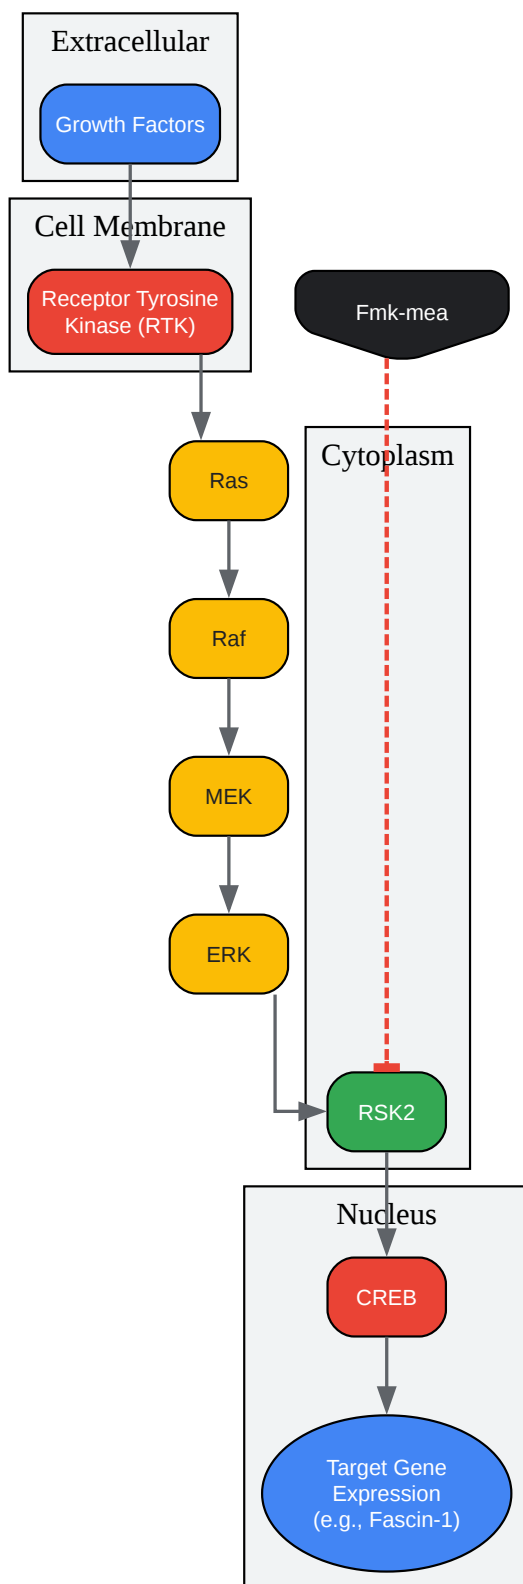 Extracellular
Growth Factors
Cell Membrane
Receptor Tyrosine
Kinase (RTK)
Fmk-mea
Cytoplasm
Ras
Raf
MEK
ERK
RSK2
Nucleus
CREB
Target Gene
Expression
(e.g., Fascin-1)